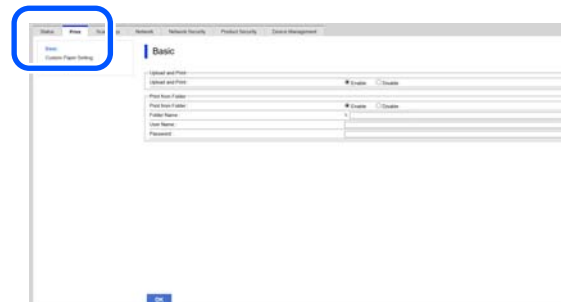 Status Print Network Network Security Product Security Device Management
Basic
Custom Paper Setting
Basic
Upload and Print
Upload and Print Enable Disable
Print from Folder
Print from Folder Enable Disable
Folder Name
User Name
Password
OK